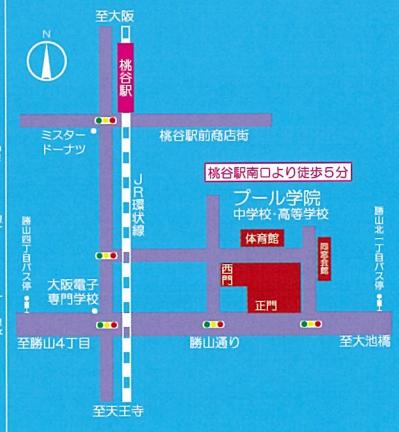 至大阪
N
桃谷駅
ミスター
ドーナツ
桃谷駅前商店街
桃谷駅南口より徒歩5分
JR環状線
プール学院
中学校・高等学校
勝山四丁目バス停
勝山北一丁目バス停
体育館
同窓会館
西門
大阪電子
専門学校
正門
至勝山4丁目
勝山通り
至大池橋
至天王寺